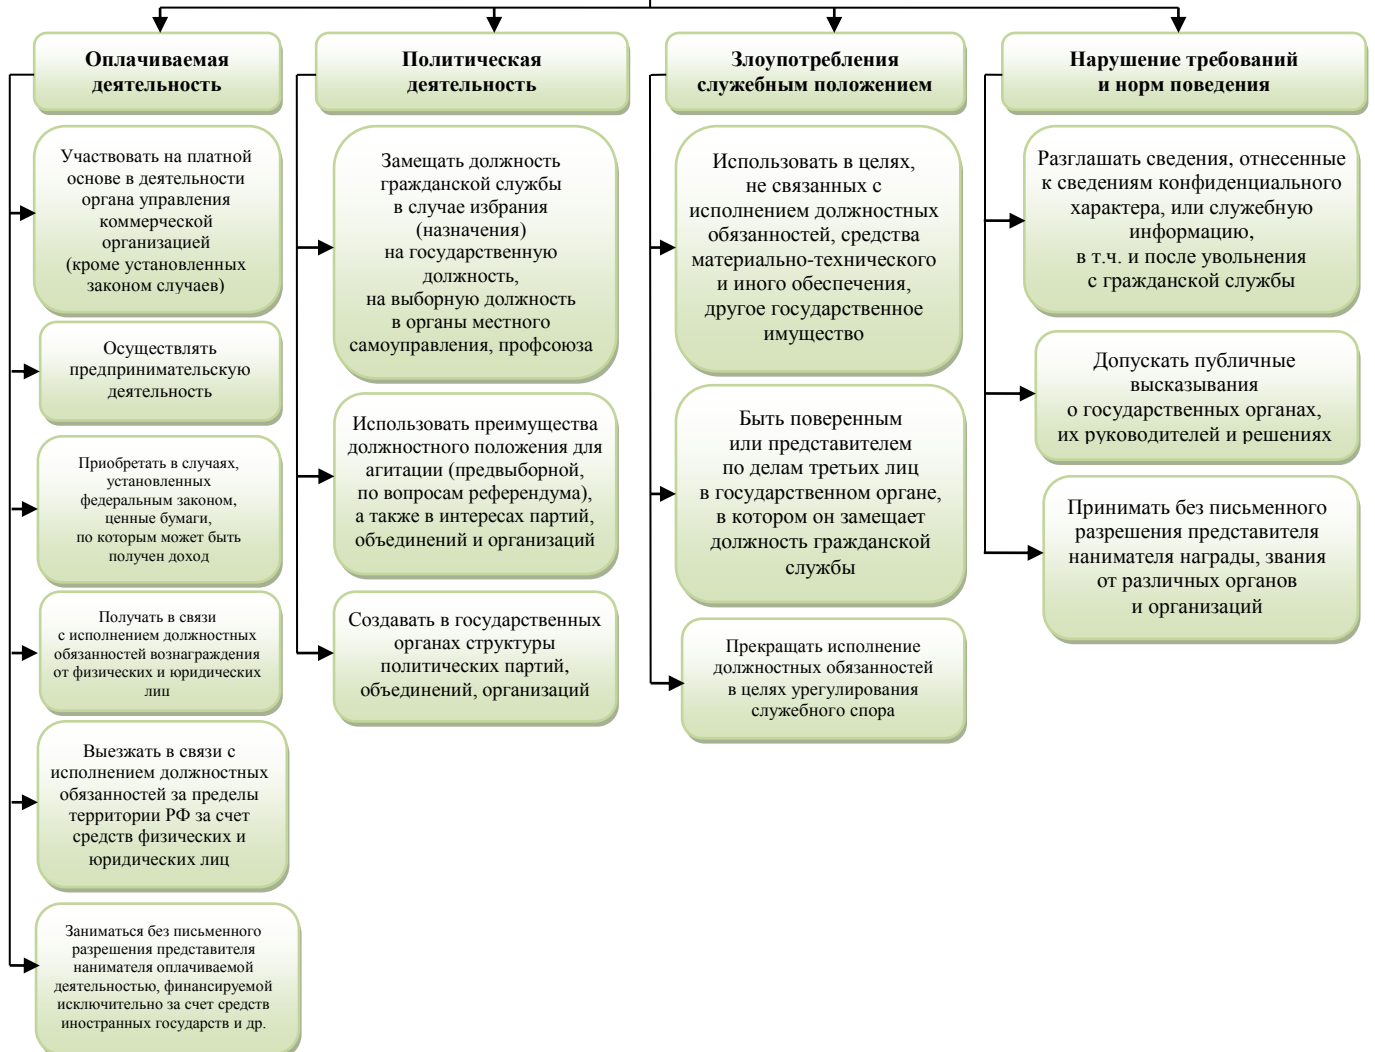 Оплачиваемая
деятельность
Участвовать на платной
основе в деятельности
органа управления
коммерческой
организацией
(кроме установленных
законом случаев)
Осуществлять
предпринимательскую
деятельность
Приобретать в случаях,
установленных
федеральным законом,
ценные бумаги,
по которым может быть
получен доход
Получать в связи
с исполнением должностных
обязанностей вознаграждения
от физических и юридических
лиц
Выезжать в связи с
исполнением должностных
обязанностей за пределы
территории РФ за счет
средств физических и
юридических лиц
Заниматься без письменного
разрешения представителя
нанимателя оплачиваемой
деятельностью, финансируемой
исключительно за счет средств
иностранных государств и др.
Политическая
деятельность
Замещать должность
гражданской службы
в случае избрания
(назначения)
на государственную
должность,
на выборную должность
в органы местного
самоуправления, профсоюза
Использовать преимущества
должностного положения для
агитации (предвыборной,
по вопросам референдума),
а также в интересах партий,
объединений и организаций
Создавать в государственных
органах структуры
политических партий,
объединений, организаций
Злоупотребления
служебным положением
Использовать в целях,
не связанных с
исполнением должностных
обязанностей, средства
материально-технического
и иного обеспечения,
другое государственное
имущество
Быть поверенным
или представителем
по делам третьих лиц
в государственном органе,
в котором он замещает
должность гражданской
службы
Прекращать исполнение
должностных обязанностей
в целях урегулирования
служебного спора
Нарушение требований
и норм поведения
Разглашать сведения, отнесенные
к сведениям конфиденциального
характера, или служебную
информацию,
в т.ч. и после увольнения
с гражданской службы
Допускать публичные
высказывания
о государственных органах,
их руководителей и решениях
Принимать без письменного
разрешения представителя
нанимателя награды, звания
от различных органов
и организаций